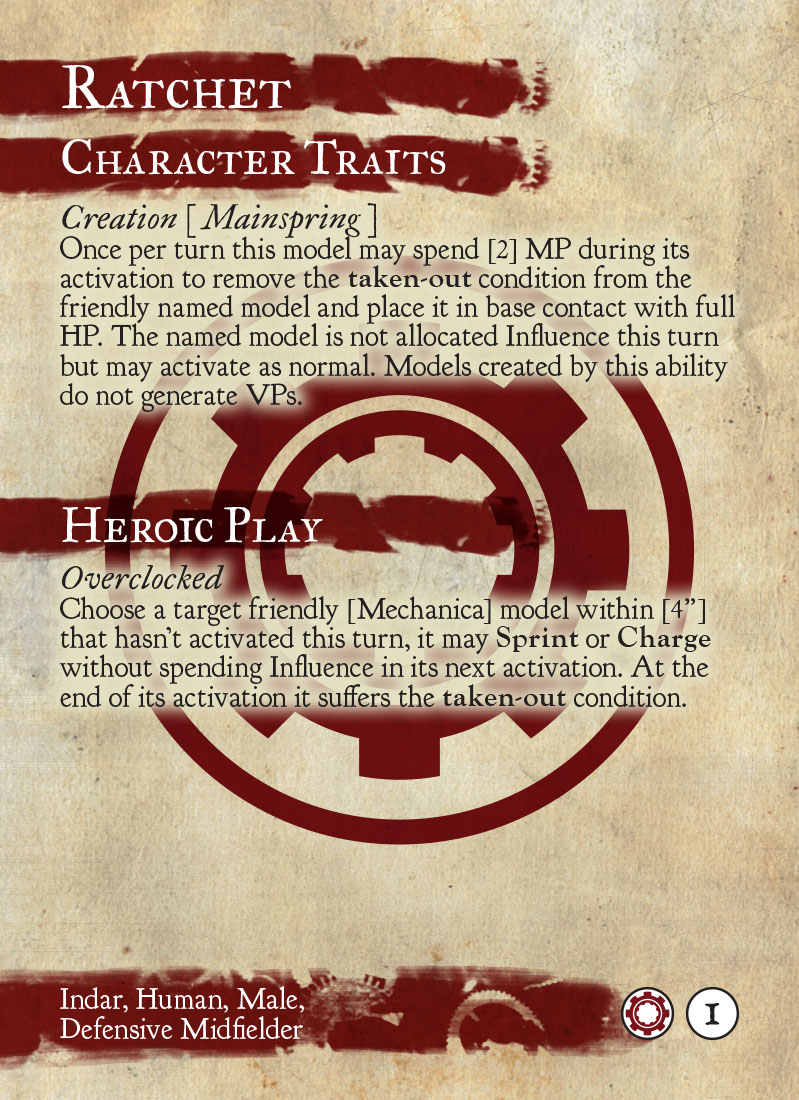 Ratchet
Character Traits
Creation [ Mainspring ]
Once per turn this model may spend [2] MP during its
activation to remove the taken-out condition from the
friendly named model and place it in base contact with full
HP. The named model is not allocated Influence this turn
but may activate as normal. Models created by this ability
do not generate VPs.
Heroic Play
Overclocked
Choose a target friendly [Mechanica] model within [4”]
that hasn’t activated this turn, it may Sprint or Charge
without spending Influence in its next activation. At the
end of its activation it suffers the taken-out condition.
Indar, Human, Male,
Defensive Midfielder
1